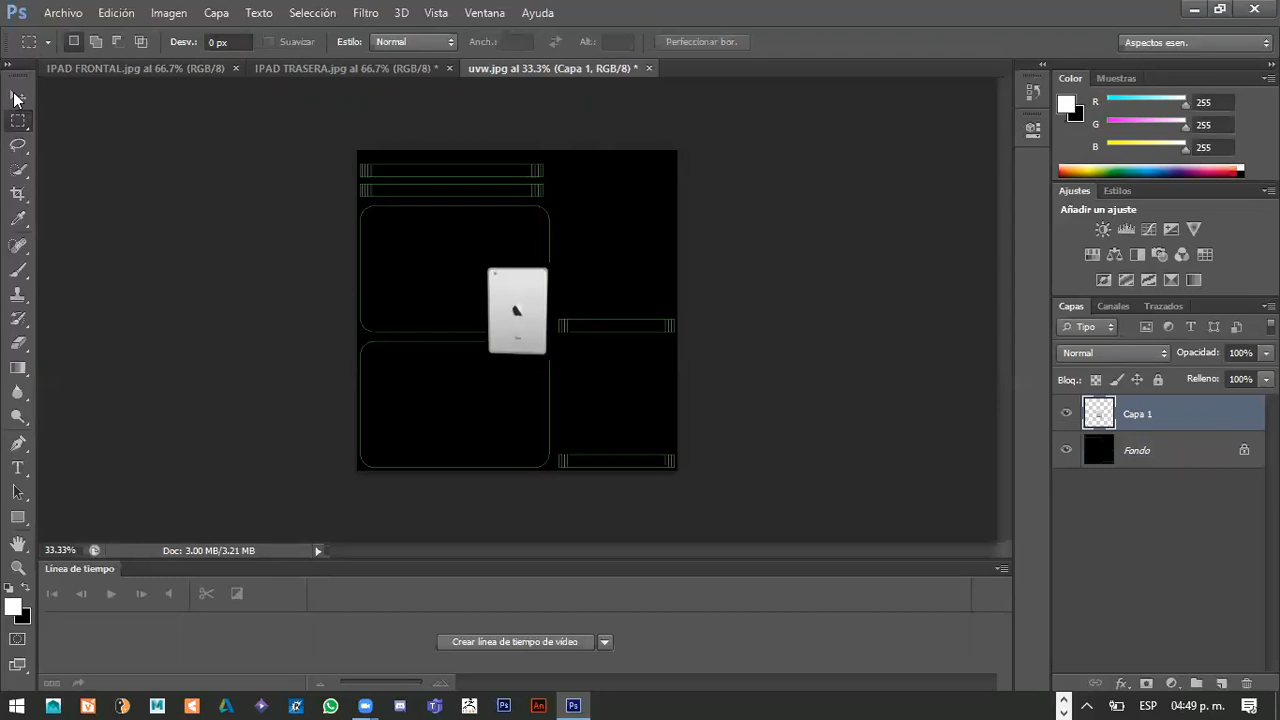 Ps Archivo Edición Imagen Capa Texto Selección Filtro 3D Vista Ventana Ayuda
Desv.: 0 px Suavizar Estilo: Normal Anch.: Alt.: Perfeccionar bor. Aspectos esen.
IPAD FRONTAL.jpg al 66.7% (RGB/8) × IPAD TRASERA.jpg al 66.7% (RGB/8) * × uvw.jpg al 33.3% (Capa 1, RGB/8) * ×
Color Muestras
R 255
G 255
B 255
Ajustes Estilos
Añadir un ajuste
Capas Canales Trazados
Tipo
Normal Opacidad: 100%
Bloq.: Relleno: 100%
Capa 1
Fondo
33.33% Doc: 3.00 MB/3.21 MB
Línea de tiempo
Crear línea de tiempo de vídeo
ESP 04:49 p. m.